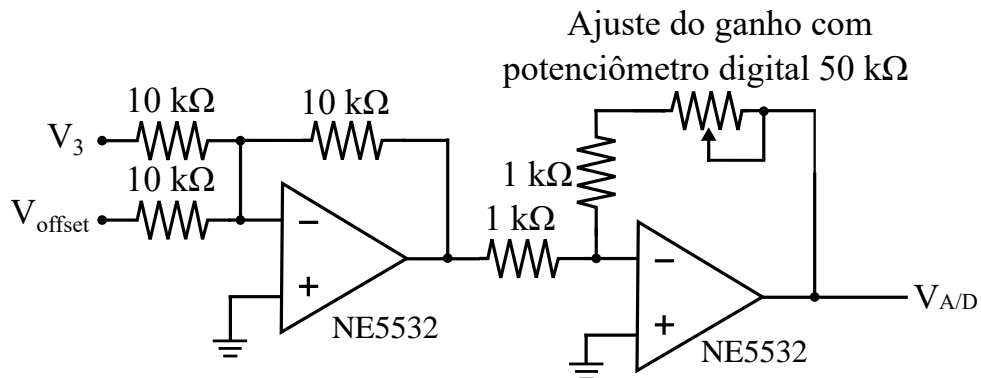 Ajuste do ganho com
potenciômetro digital 50 kΩ
10 kΩ
10 kΩ
V3
10 kΩ
Voffset
1 kΩ
1 kΩ
−
+
NE5532
−
+
NE5532
VA/D